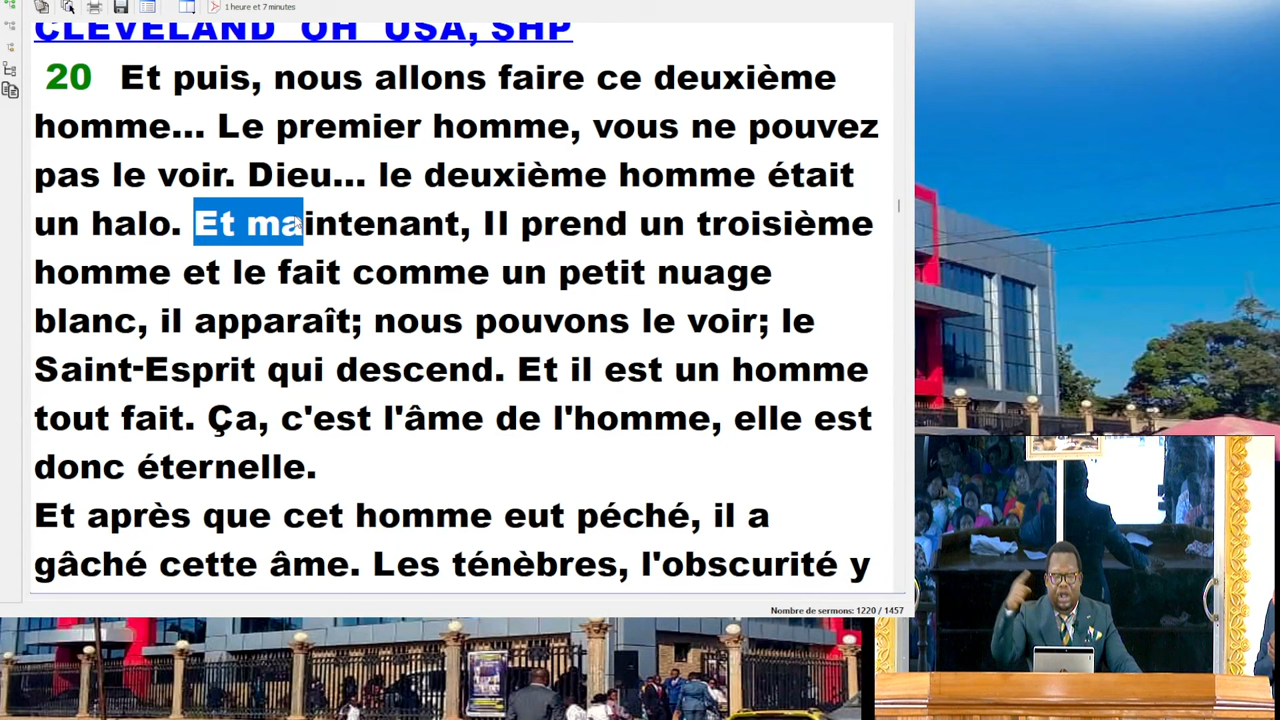 1 heure et 7 minutes
CLEVELAND OH USA, SHP
20 Et puis, nous allons faire ce deuxième
homme... Le premier homme, vous ne pouvez
pas le voir. Dieu... le deuxième homme était
un halo. Et maintenant, Il prend un troisième
homme et le fait comme un petit nuage
blanc, il apparaît; nous pouvons le voir; le
Saint-Esprit qui descend. Et il est un homme
tout fait. Ça, c'est l'âme de l'homme, elle est
donc éternelle.
Et après que cet homme eut péché, il a
gâché cette âme. Les ténèbres, l'obscurité y
Nombre de sermons: 1220 / 1457